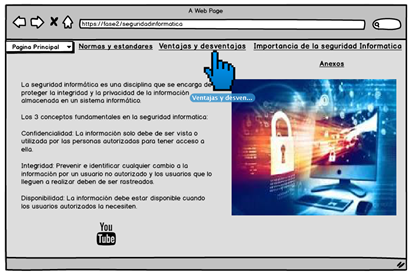 A Web Page
https://fase2/seguridadinformatica
Pagina Principal
Normas y estandares
Ventajas y desventajas
Importancia de la seguridad Informatica
Anexos
Ventajas y desven...
La seguridad informática es una disciplina que se encarga de
proteger la integridad y la privacidad de la información
almacenada en un sistema informático.
Los 3 conceptos fundamentales en la seguridad informatica:
Confidencialidad: La información solo debe de ser vista o
utilizada por las personas autorizadas para tener acceso
a ella.
Integridad: Prevenir e identificar cualquier cambio a la
información por un usuario no autorizado y los usuarios que lo
lleguen a realizar deben de ser rastreados.
Disponibilidad: La información debe estar disponible cuando
los usuarios autorizados la necesiten.
You
Tube